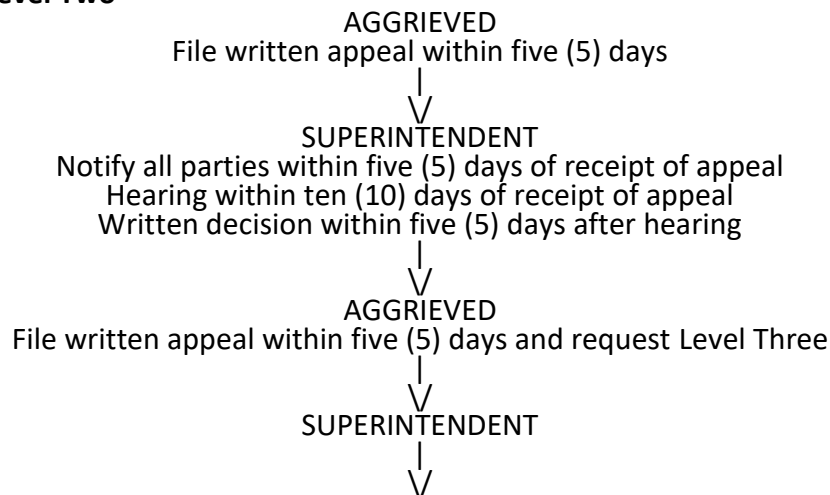 AGGRIEVED
File written appeal within five (5) days
|
\/
SUPERINTENDENT
Notify all parties within five (5) days of receipt of appeal
Hearing within ten (10) days of receipt of appeal
Written decision within five (5) days after hearing
|
\/
AGGRIEVED
File written appeal within five (5) days and request Level Three
|
\/
SUPERINTENDENT
|
\/